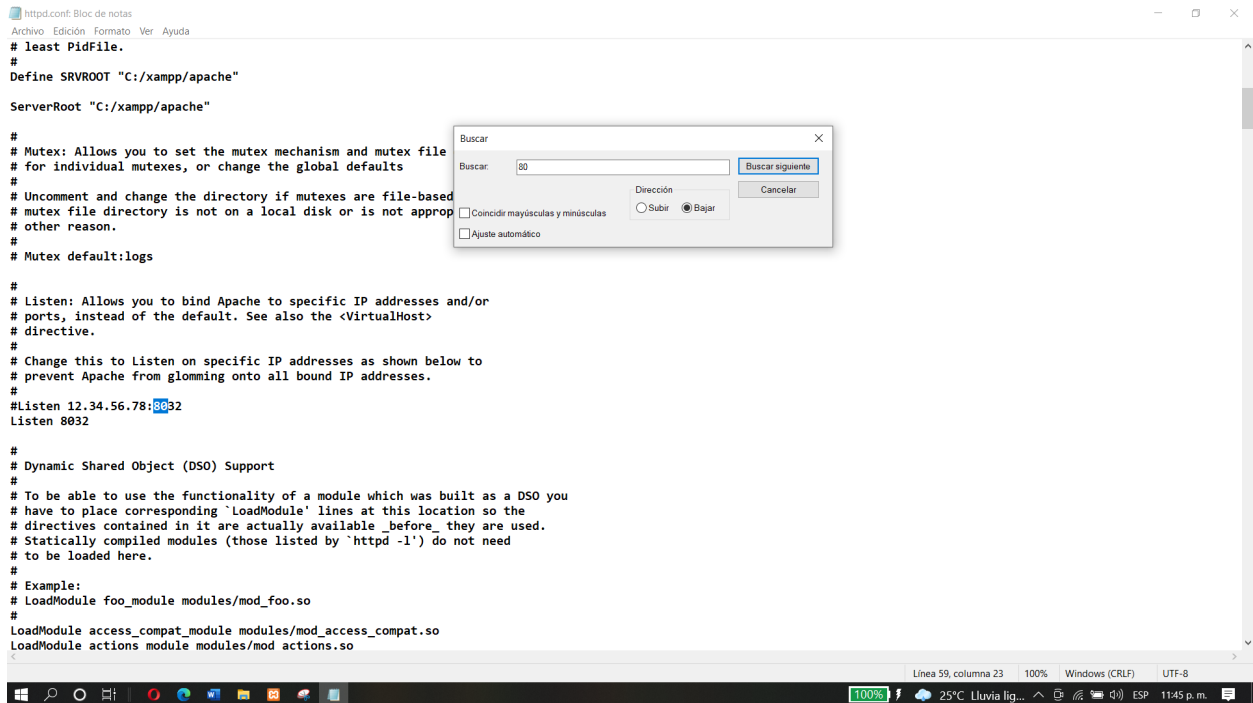 httpd.conf: Bloc de notas
Archivo Edición Formato Ver Ayuda
# least PidFile.
#
Define SRVROOT "C:/xampp/apache"
ServerRoot "C:/xampp/apache"
#
# Mutex: Allows you to set the mutex mechanism and mutex file
# for individual mutexes, or change the global defaults
#
# Uncomment and change the directory if mutexes are file-based
# mutex file directory is not on a local disk or is not approp
# other reason.
#
# Mutex default:logs
Buscar
Buscar:
80
Buscar siguiente
Cancelar
Dirección
Subir
Bajar
Coincidir mayúsculas y minúsculas
Ajuste automático
#
# Listen: Allows you to bind Apache to specific IP addresses and/or
# ports, instead of the default. See also the <VirtualHost>
# directive.
#
# Change this to Listen on specific IP addresses as shown below to
# prevent Apache from glomming onto all bound IP addresses.
#
#Listen 12.34.56.78:8032
Listen 8032
#
# Dynamic Shared Object (DSO) Support
#
# To be able to use the functionality of a module which was built as a DSO you
# have to place corresponding `LoadModule' lines at this location so the
# directives contained in it are actually available _before_ they are used.
# Statically compiled modules (those listed by `httpd -l') do not need
# to be loaded here.
#
# Example:
# LoadModule foo_module modules/mod_foo.so
#
LoadModule access_compat_module modules/mod_access_compat.so
LoadModule actions_module modules/mod_actions.so
Línea 59, columna 23
100%
Windows (CRLF)
UTF-8
100%
25°C Lluvia lig...
ESP
11:45 p. m.